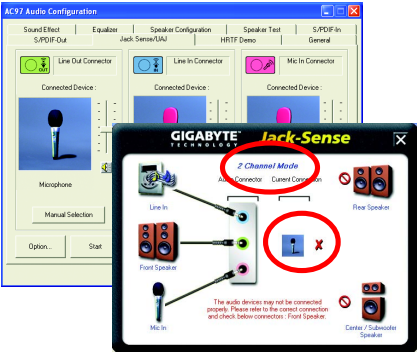 AC97 Audio Configuration
Sound Effect
Equalizer
Speaker Configuration
Speaker Test
S/PDIF-In
S/PDIF-Out
Jack Sense/UAJ
HRTF Demo
General
Line Out Connector
Line In Connector
Mic In Connector
OUT
IN
Connected Device :
Connected Device :
Connected Device :
Microphone
Manual Selection
Option...
Start
GIGABYTE™
TECHNOLOGY
Jack-Sense
2 Channel Mode
Connector
Current Connection
Line In
Rear Speaker
Front Speaker
Mic In
The audio devices may not be connected
properly. Please refer to the correct connection
and check below connectors : Front Speaker.
Center / Subwoofer
Speaker